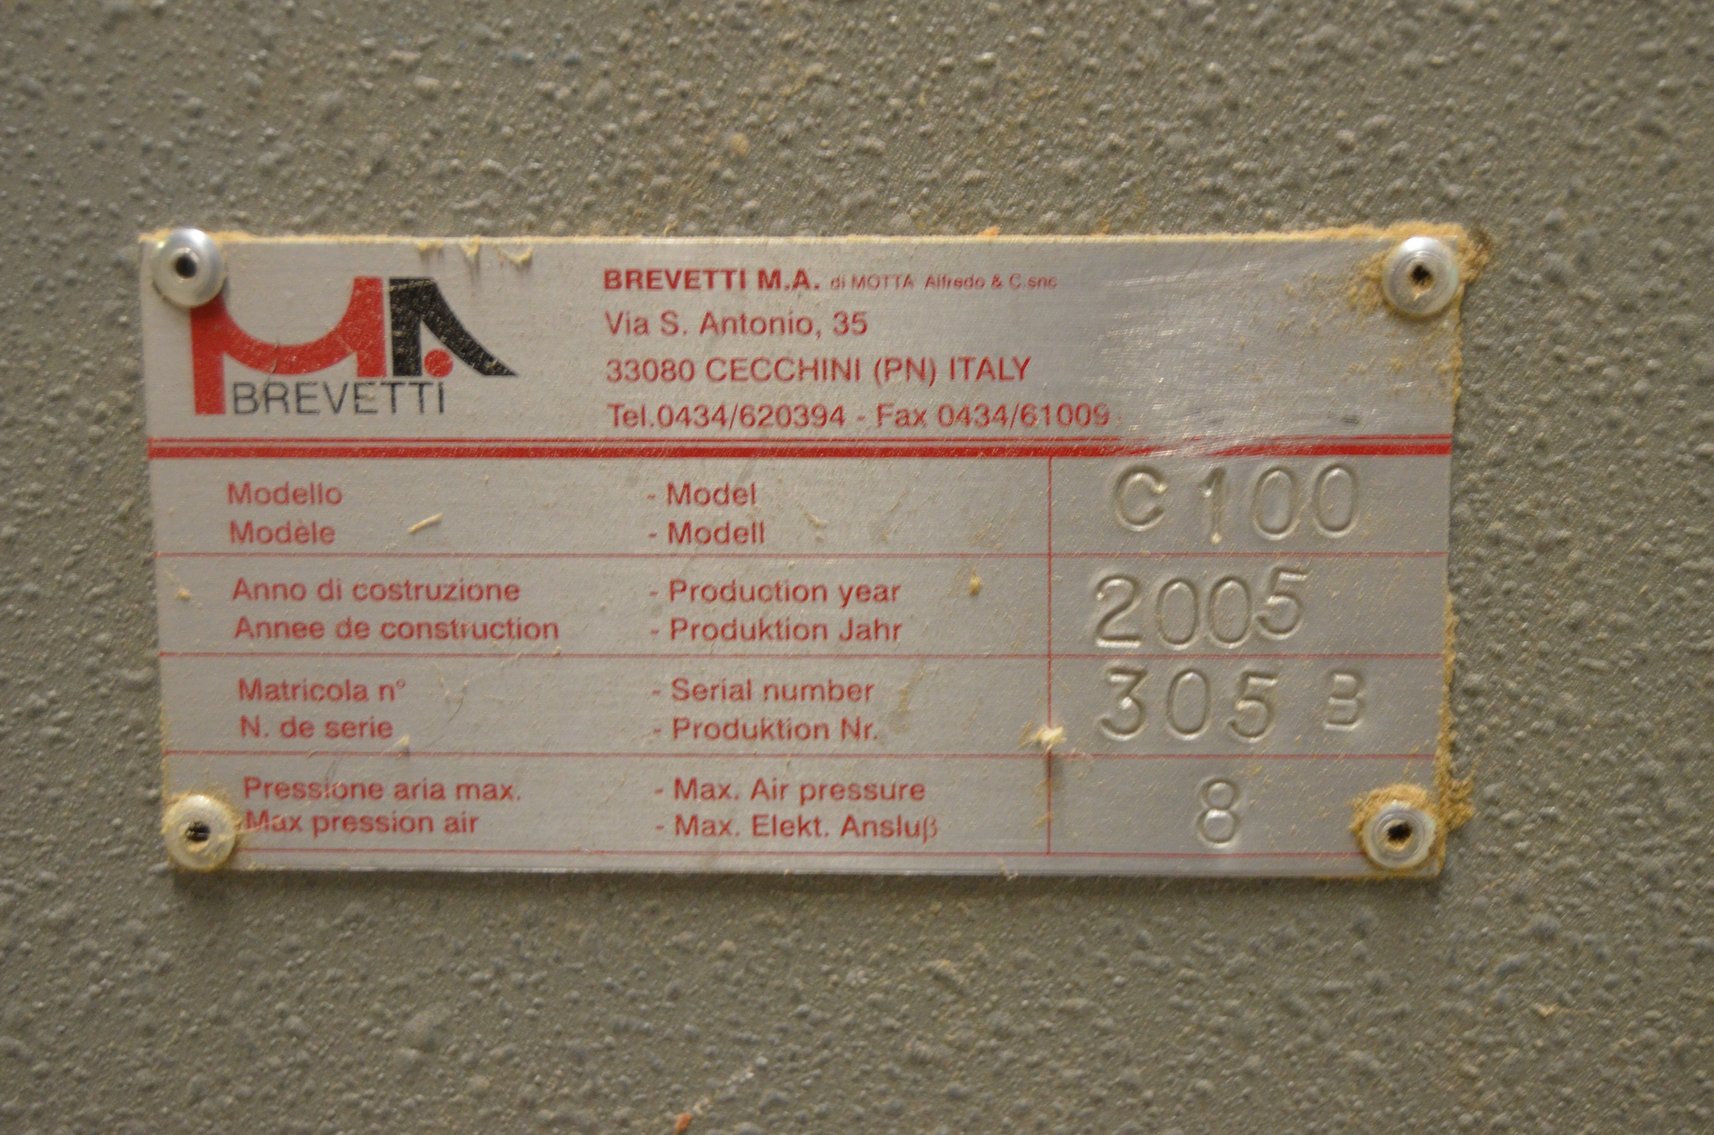 MA
BREVETTI
BREVETTI M.A. di MOTTA Alfredo & C.snc
Via S. Antonio, 35
33080 CECCHINI (PN) ITALY
Tel.0434/620394 - Fax 0434/61009
Modello - Model C 100
Modèle - Modell
Anno di costruzione - Production year 2005
Annee de construction - Produktion Jahr
Matricola n° - Serial number 305 B
N. de serie - Produktion Nr.
Pressione aria max. - Max. Air pressure 8
Max pression air - Max. Elekt. Ansluβ